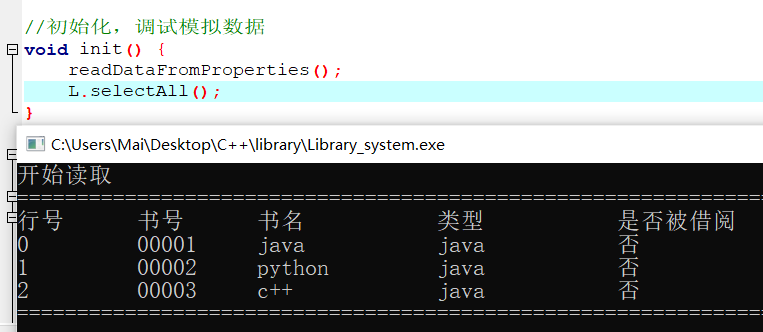 //初始化，调试模拟数据
void init() {
readDataFromProperties();
L.selectAll();
}
C:\Users\Mai\Desktop\C++\library\Library_system.exe
开始读取
================================================================
行号 书号 书名 类型 是否被借阅
0 00001 java java 否
1 00002 python java 否
2 00003 c++ java 否
================================================================